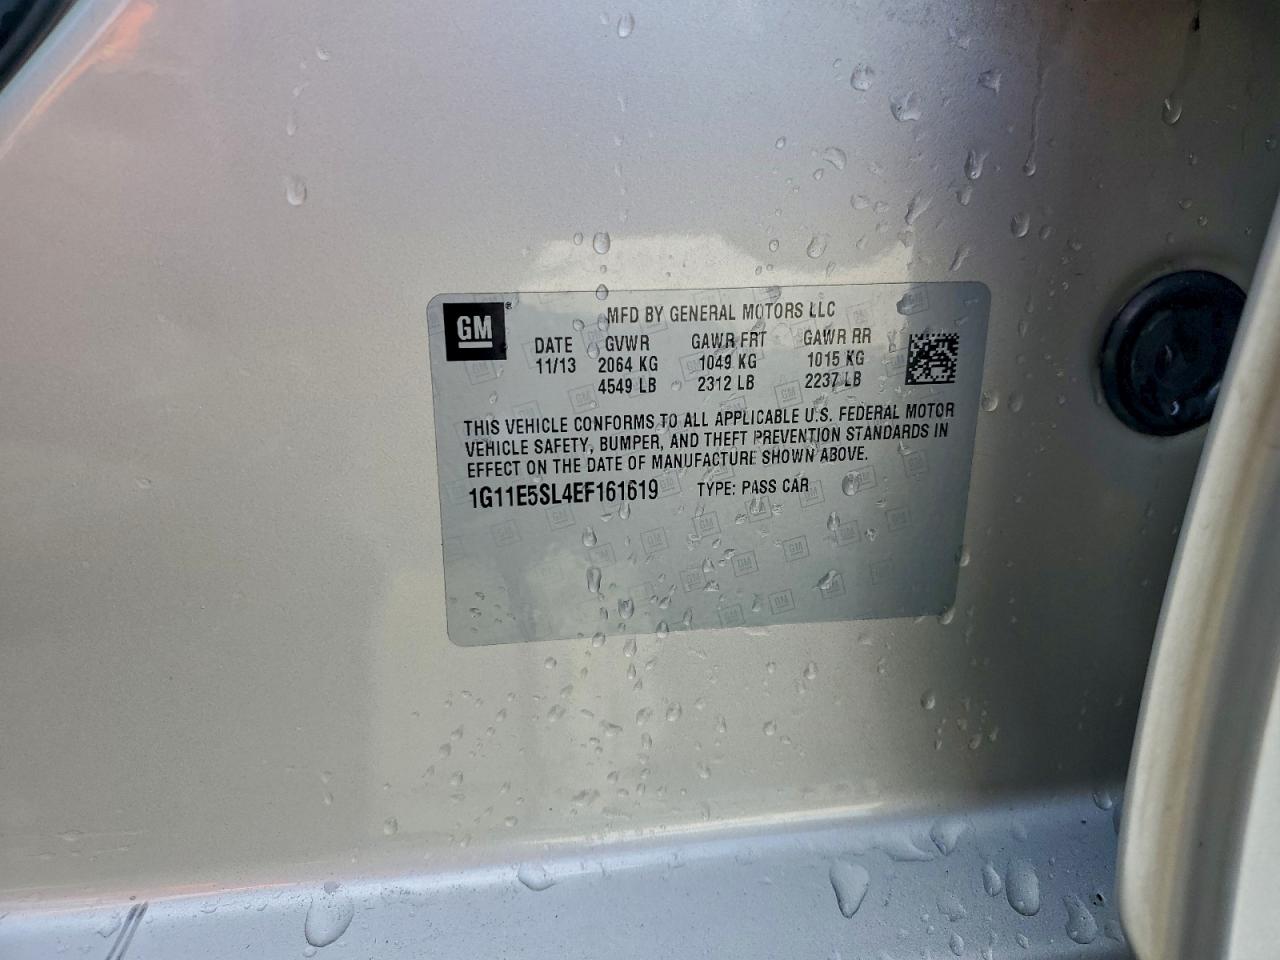 GM
MFD BY GENERAL MOTORS LLC
DATE GVWR GAWR FRT GAWR RR
11/13 2064 KG 1049 KG 1015 KG
4549 LB 2312 LB 2237 LB
THIS VEHICLE CONFORMS TO ALL APPLICABLE U.S. FEDERAL MOTOR
VEHICLE SAFETY, BUMPER, AND THEFT PREVENTION STANDARDS IN
EFFECT ON THE DATE OF MANUFACTURE SHOWN ABOVE.
1G11E5SL4EF161619 TYPE: PASS CAR